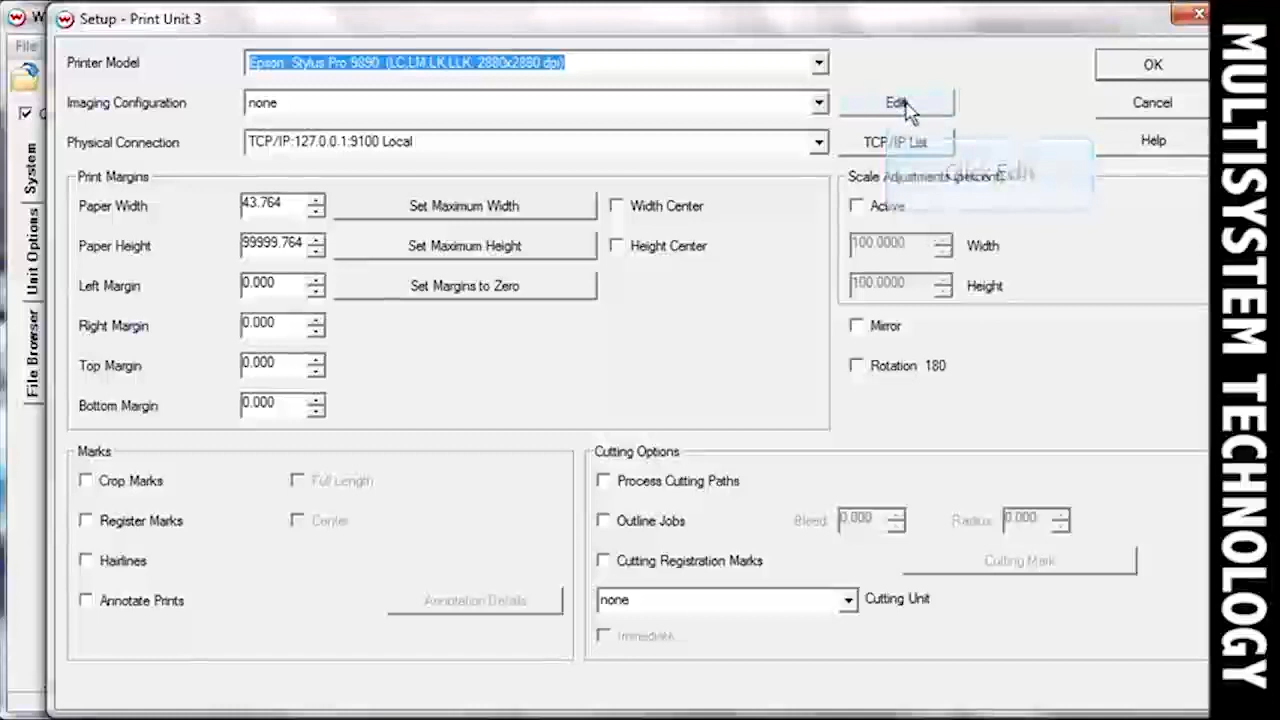 W
Setup - Print Unit 3
File
Printer Model
Epson Stylus Pro 9890 (LC,LM,LK,LLK, 2880x2880 dpi)
OK
Imaging Configuration
none
Edit
Cancel
Physical Connection
TCP/IP:127.0.0.1:9100 Local
TCP/IP List
Help
Click Edit
Print Margins
Scale Adjustments (percent)
Paper Width
43.764
Set Maximum Width
Width Center
Active
Paper Height
99999.764
Set Maximum Height
Height Center
100.0000
Width
Left Margin
0.000
Set Margins to Zero
100.0000
Height
Right Margin
0.000
Mirror
Top Margin
0.000
Rotation 180
Bottom Margin
0.000
Marks
Cutting Options
Crop Marks
Full Length
Process Cutting Paths
Register Marks
Center
Outline Jobs
Bleed:
0.000
Radius:
0.000
Hairlines
Cutting Registration Marks
Cutting Mark
Annotate Prints
Annotation Details
none
Cutting Unit
Immediate...
System
Unit Options
File Browser
MULTISYSTEM TECHNOLOGY